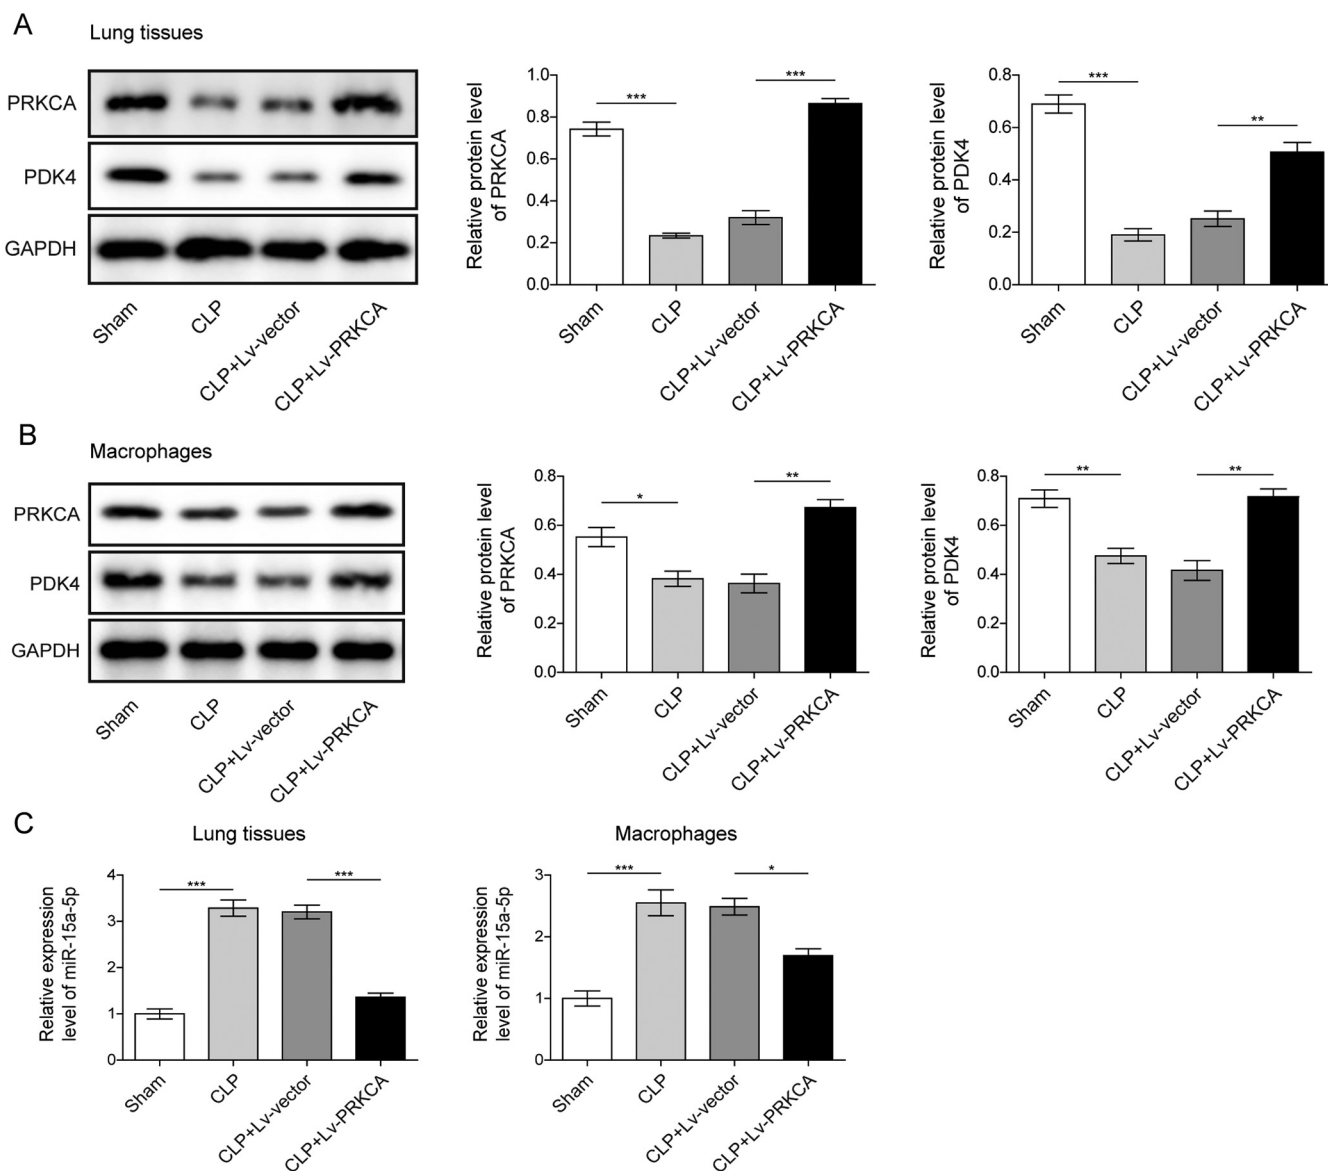 A
Lung tissues
PRKCA
PDK4
GAPDH
Sham
CLP
CLP+Lv-vector
CLP+Lv-PRKCA
Relative protein level
of PRKCA
1.0
0.8
0.6
0.4
0.2
0.0
***
***
Sham
CLP
CLP+Lv-vector
CLP+Lv-PRKCA
Relative protein level
of PDK4
0.8
0.6
0.4
0.2
0.0
***
**
Sham
CLP
CLP+Lv-vector
CLP+Lv-PRKCA
B
Macrophages
PRKCA
PDK4
GAPDH
Sham
CLP
CLP+Lv-vector
CLP+Lv-PRKCA
Relative protein level
of PRKCA
0.8
0.6
0.4
0.2
0.0
*
**
Sham
CLP
CLP+Lv-vector
CLP+Lv-PRKCA
Relative protein level
of PDK4
0.8
0.6
0.4
0.2
0.0
**
**
Sham
CLP
CLP+Lv-vector
CLP+Lv-PRKCA
C
Lung tissues
Relative expression
level of miR-15a-5p
4
3
2
1
0
***
***
Sham
CLP
CLP+Lv-vector
CLP+Lv-PRKCA
Macrophages
Relative expression
level of miR-15a-5p
3
2
1
0
***
*
Sham
CLP
CLP+Lv-vector
CLP+Lv-PRKCA